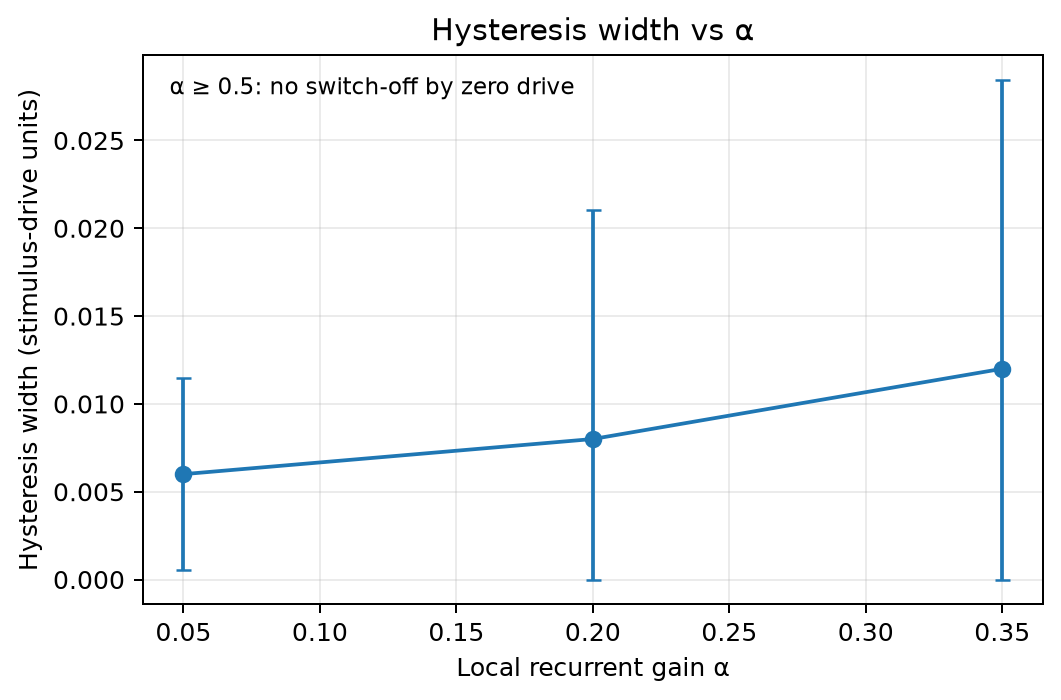 Hysteresis width vs α
α ≥ 0.5: no switch-off by zero drive
Hysteresis width (stimulus-drive units)
0.025
0.020
0.015
0.010
0.005
0.000
0.05 0.10 0.15 0.20 0.25 0.30 0.35
Local recurrent gain α